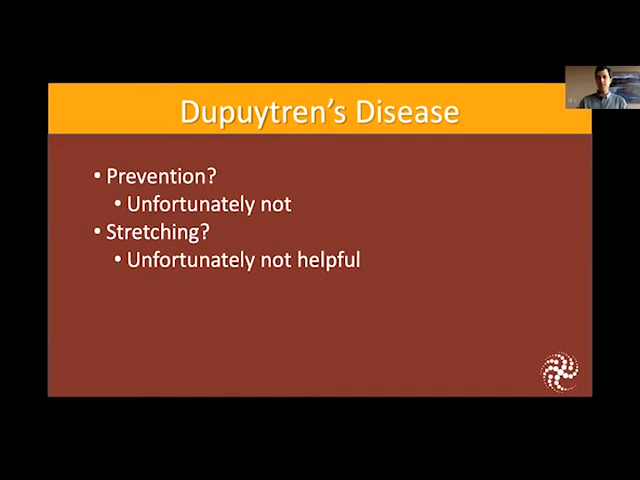 Dupuytren's Disease
• Prevention?
• Unfortunately not
• Stretching?
• Unfortunately not helpful